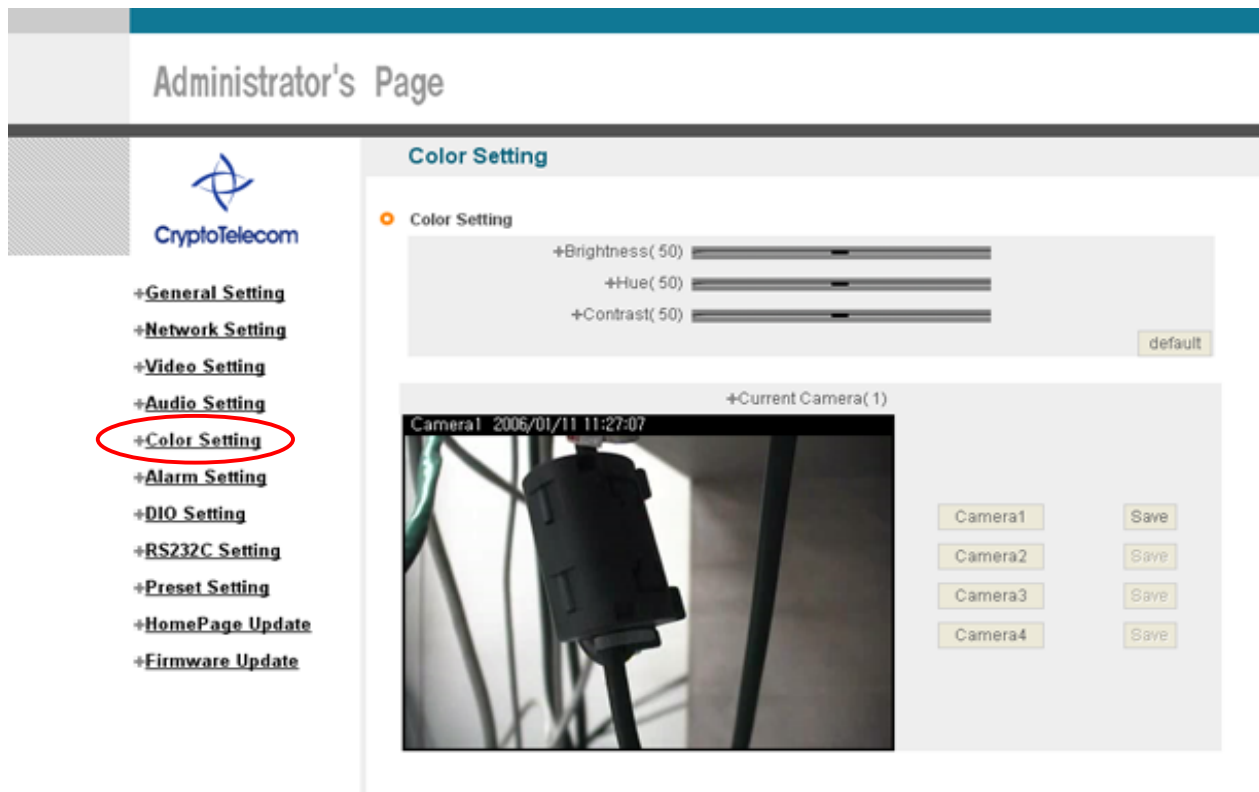 Administrator's Page
CryptoTelecom
+General Setting
+Network Setting
+Video Setting
+Audio Setting
+Color Setting
+Alarm Setting
+DIO Setting
+RS232C Setting
+Preset Setting
+HomePage Update
+Firmware Update
Color Setting
Color Setting
+Brightness( 50)
+Hue( 50)
+Contrast( 50)
default
+Current Camera( 1)
Camera1 2006/01/11 11:27:07
Camera1 Save
Camera2 Save
Camera3 Save
Camera4 Save